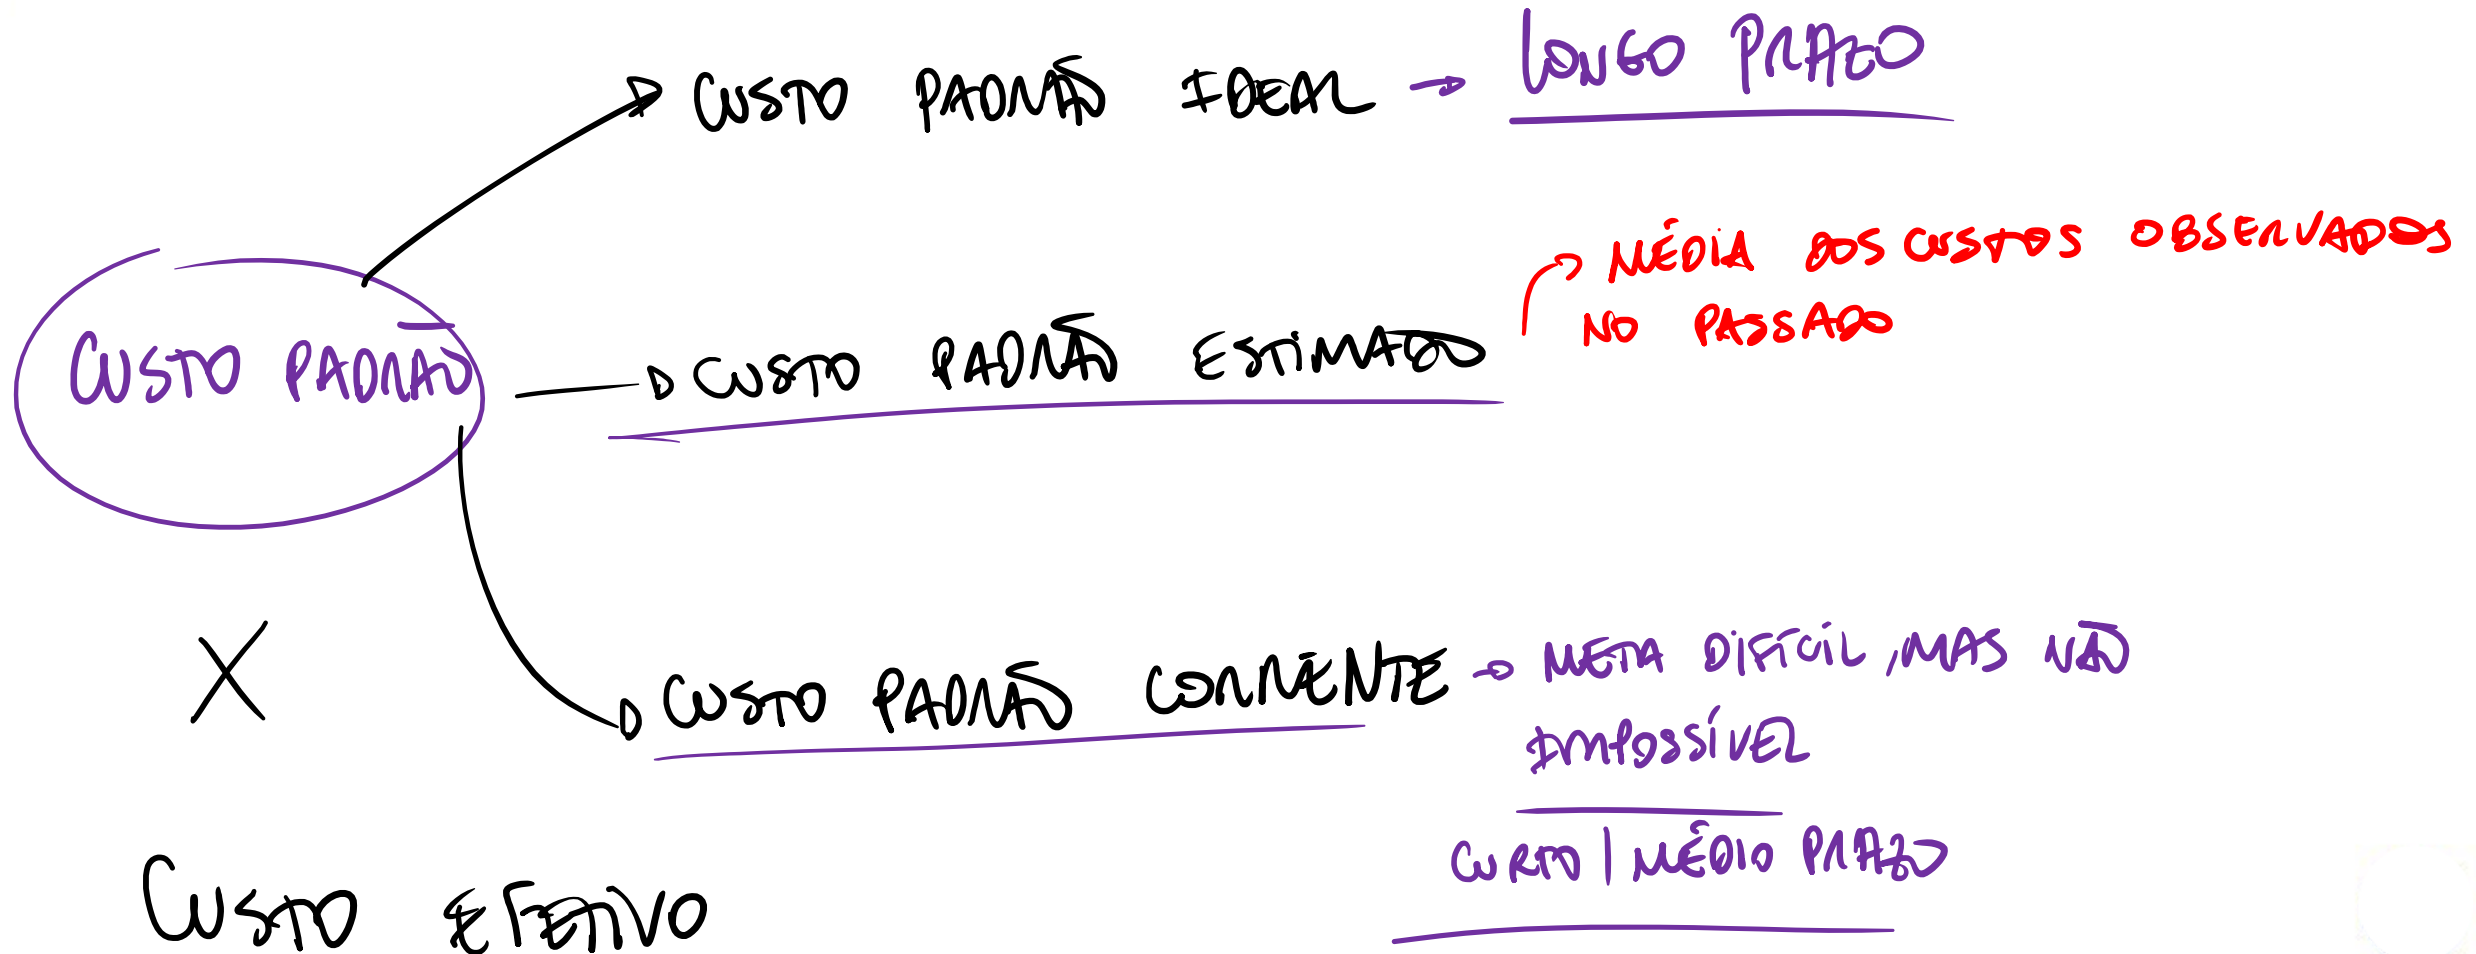 CUSTO PADRÃO IDEAL → LONGO PRAZO
MÉDIA DOS CUSTOS OBSERVADOS
NO PASSADO
CUSTO PADRÃO → CUSTO PADRÃO ESTIMADO
X
CUSTO PADRÃO CORRENTE → META DIFÍCIL, MAS NÃO
IMPOSSÍVEL
CURTO | MÉDIO PRAZO
CUSTO EFETIVO